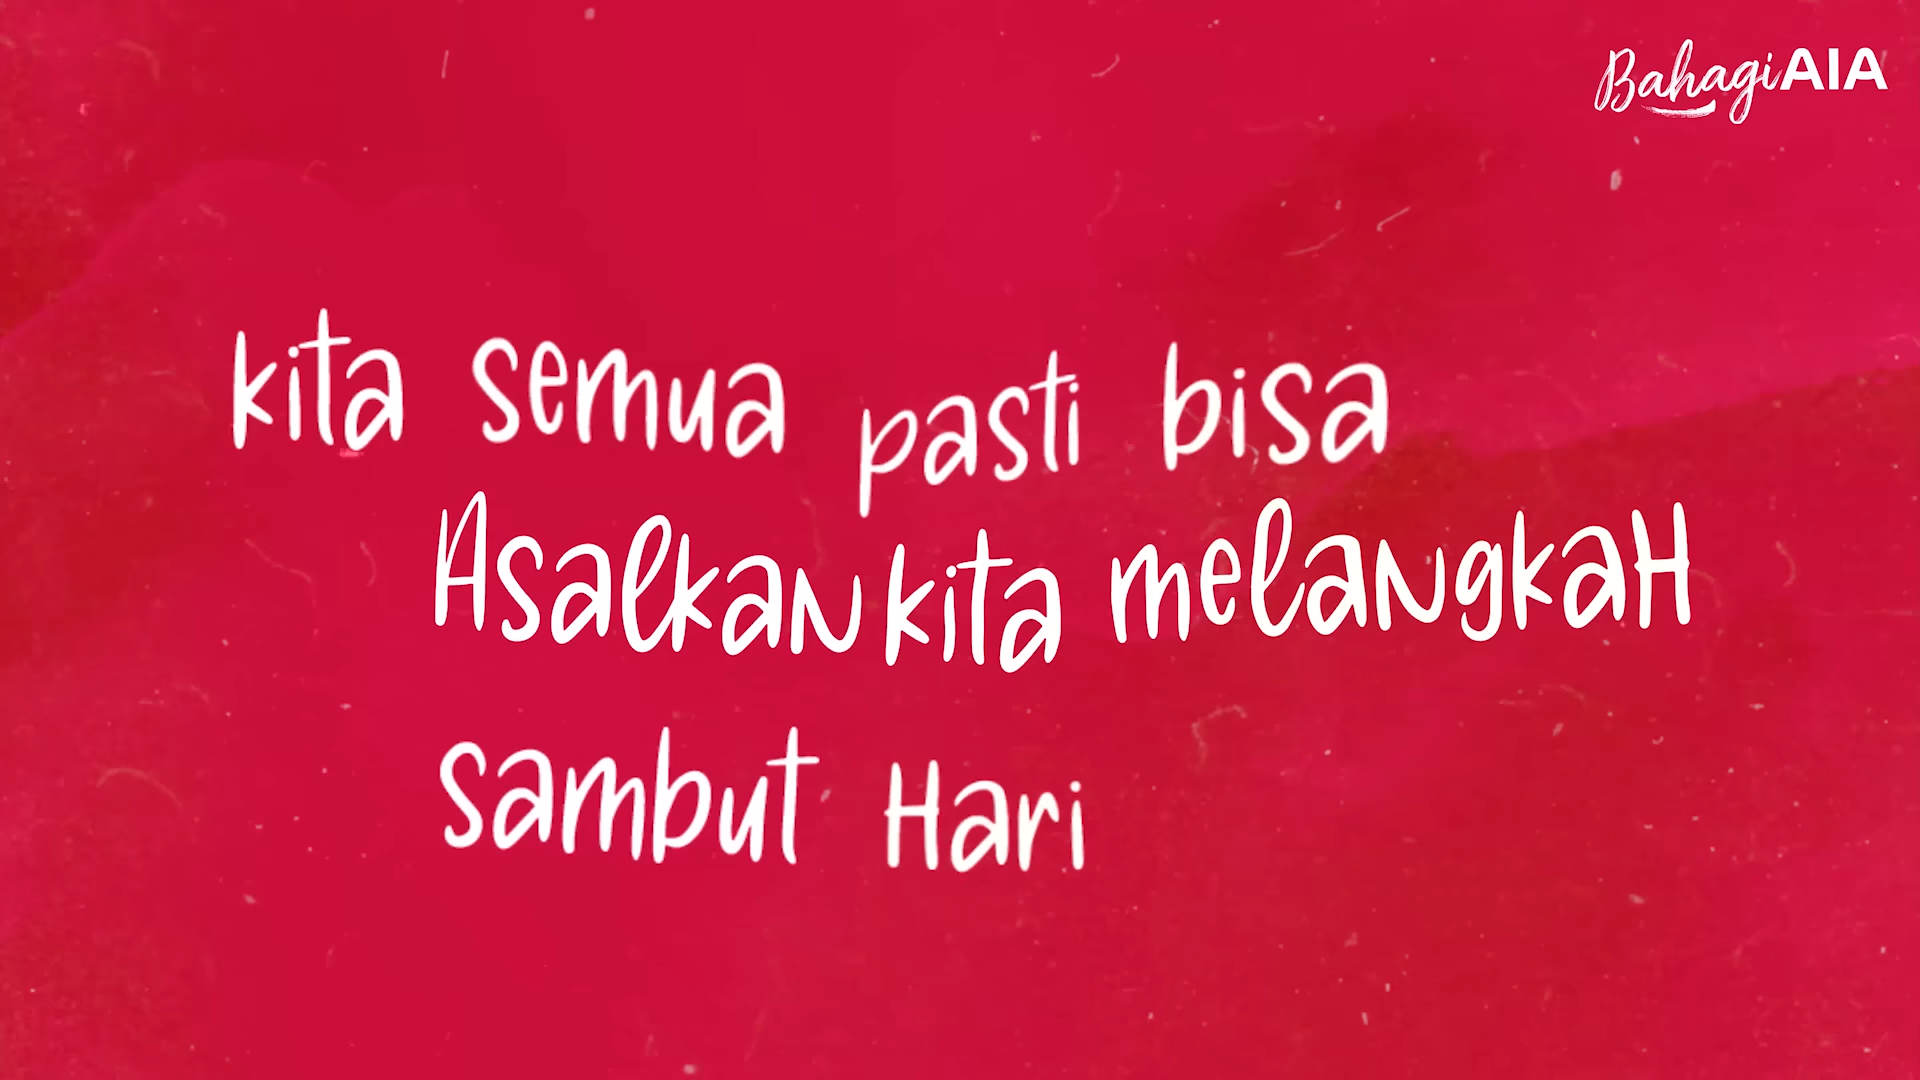 BahagiAIA
kita semua pasti bisa
Asalkan kita melangkah
sambut Hari